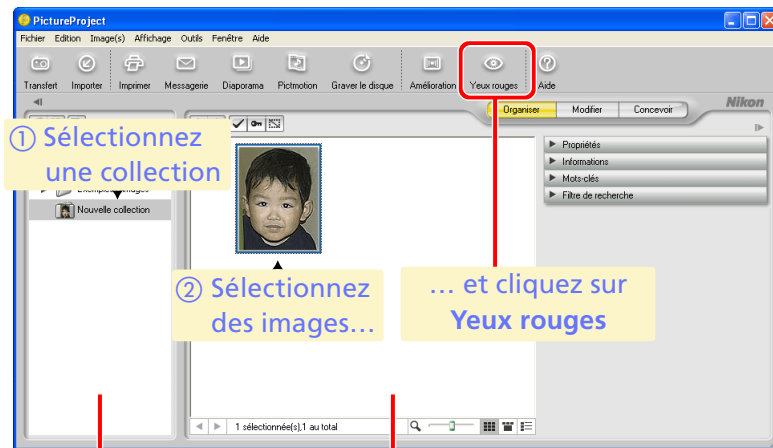 PictureProject
Fichier Edition Image(s) Affichage Outils Fenêtre Aide
Transfert Importer Imprimer Messagerie Diaporama Pictmotion Graver le disque Amélioration Yeux rouges Aide
Organiser Modifier Concevoir Nikon
① Sélectionnez
une collection
Propriétés
Informations
Mots-clés
Filtre de recherche
Nouvelle collection
② Sélectionnez
des images…
… et cliquez sur
Yeux rouges
1 sélectionnée(s),1 au total